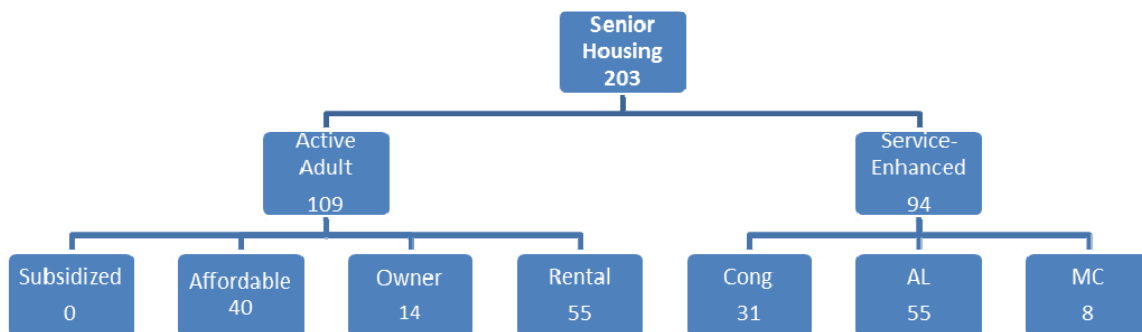 Senior
Housing
203
Active
Adult
109
Service-
Enhanced
94
Subsidized
0
Affordable
40
Owner
14
Rental
55
Cong
31
AL
55
MC
8